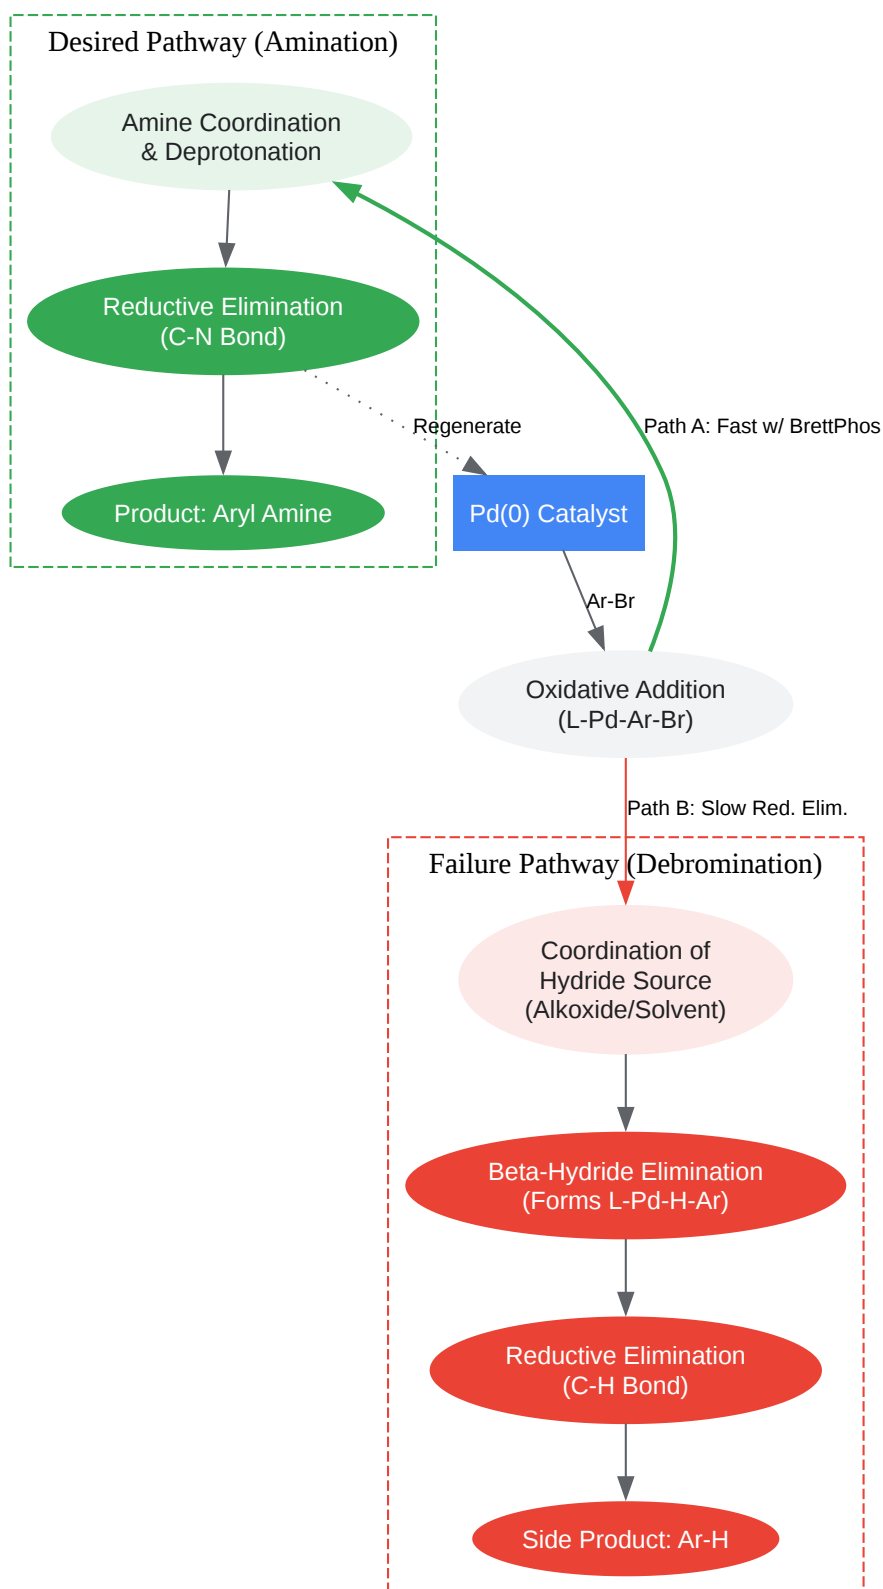 Desired Pathway (Amination)
Amine Coordination
& Deprotonation
Reductive Elimination
(C-N Bond)
Regenerate
Path A: Fast w/ BrettPhos
Product: Aryl Amine
Pd(0) Catalyst
Ar-Br
Oxidative Addition
(L-Pd-Ar-Br)
Path B: Slow Red. Elim.
Failure Pathway (Debromination)
Coordination of
Hydride Source
(Alkoxide/Solvent)
Beta-Hydride Elimination
(Forms L-Pd-H-Ar)
Reductive Elimination
(C-H Bond)
Side Product: Ar-H